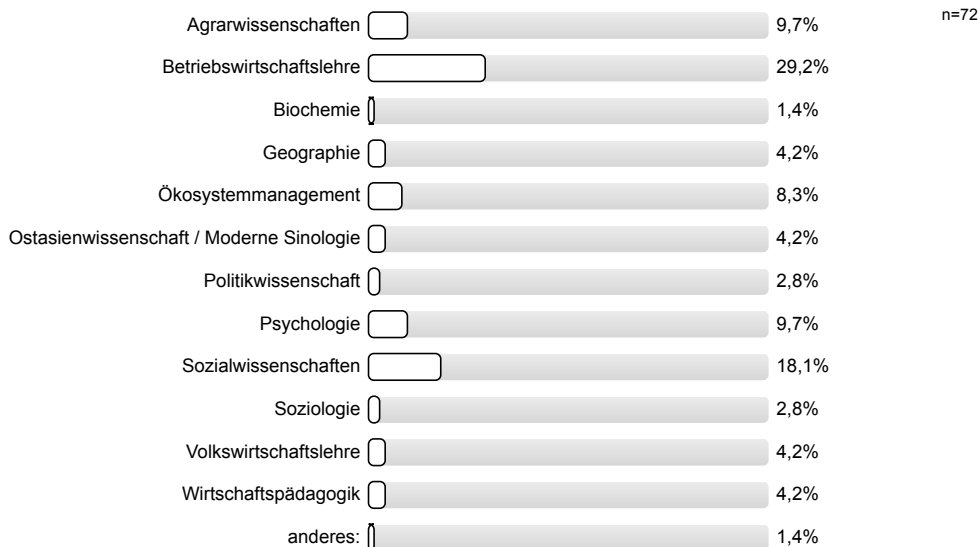 n=72
Agrarwissenschaften 9,7%
Betriebswirtschaftslehre 29,2%
Biochemie 1,4%
Geographie 4,2%
Ökosystemmanagement 8,3%
Ostasienwissenschaft / Moderne Sinologie 4,2%
Politikwissenschaft 2,8%
Psychologie 9,7%
Sozialwissenschaften 18,1%
Soziologie 2,8%
Volkswirtschaftslehre 4,2%
Wirtschaftspädagogik 4,2%
anderes: 1,4%